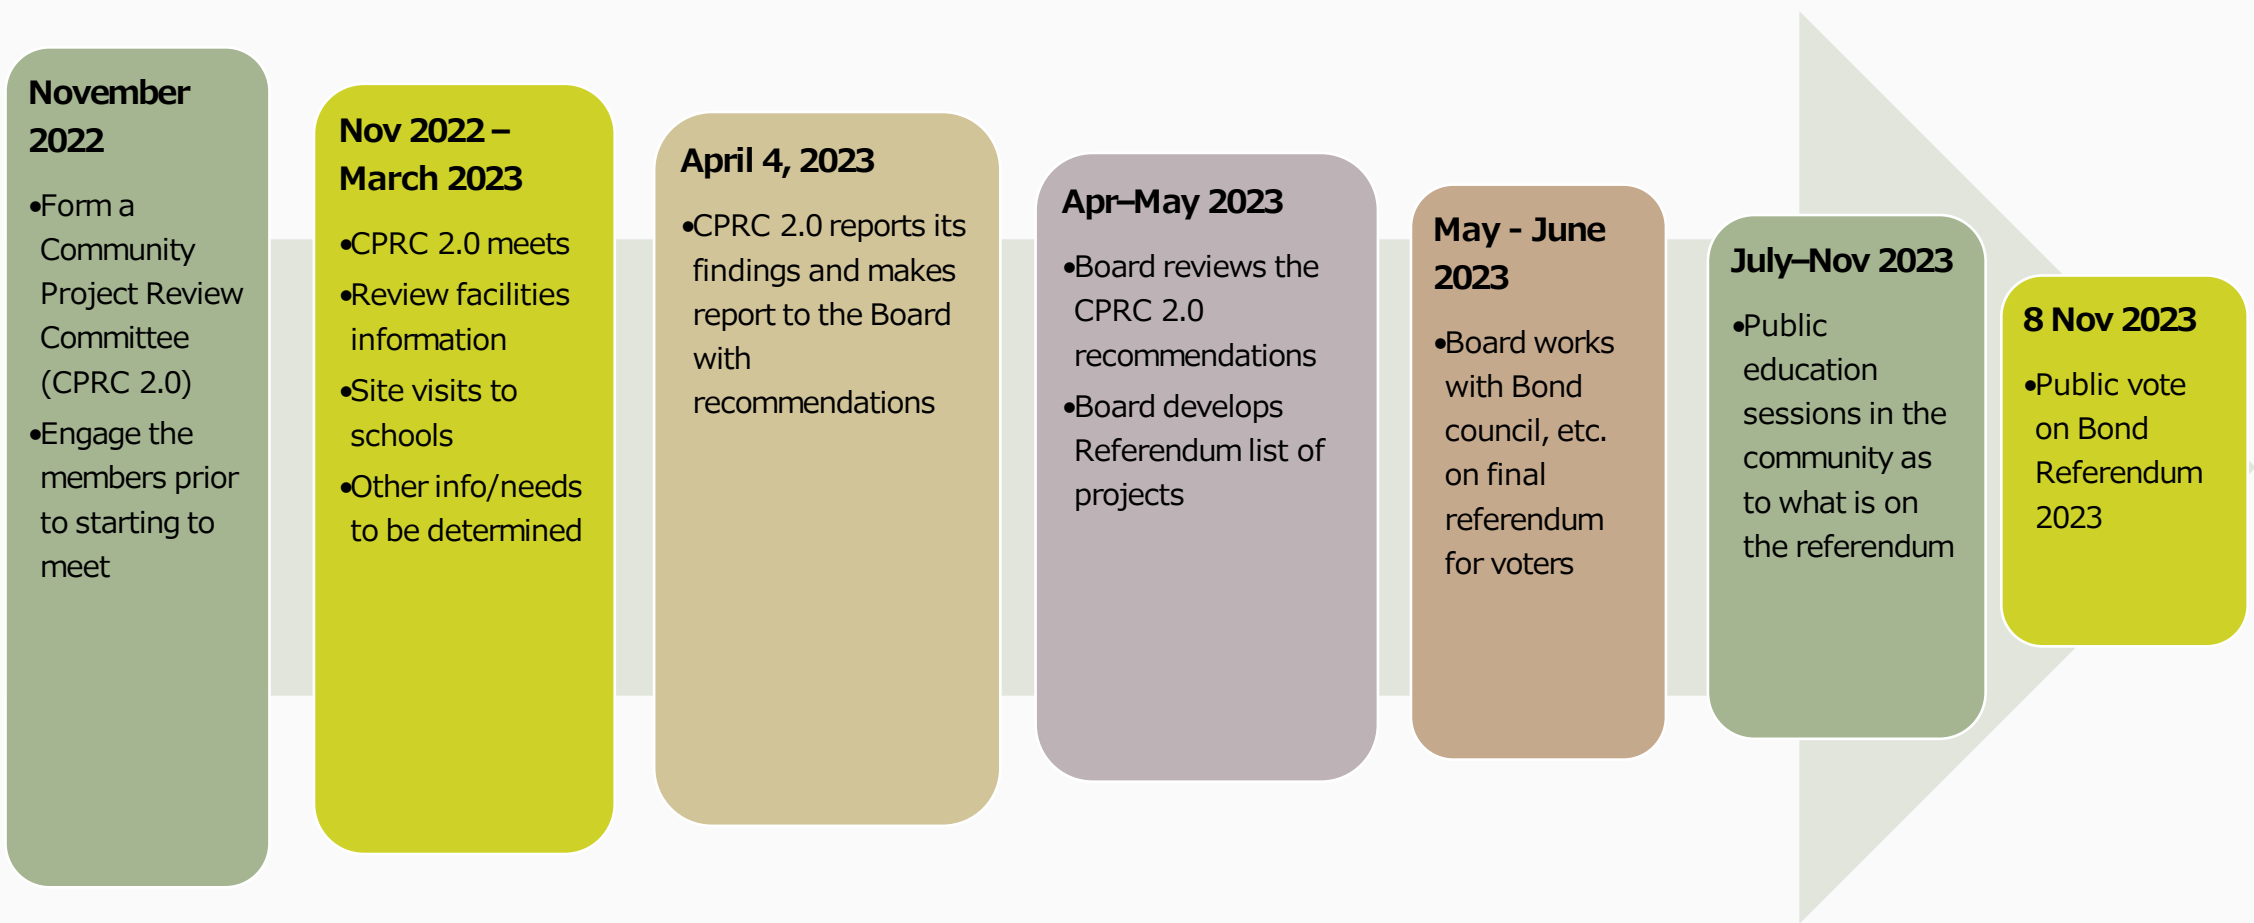 November
2022
•Form a
Community
Project Review
Committee
(CPRC 2.0)
•Engage the
members prior
to starting to
meet
Nov 2022 –
March 2023
•CPRC 2.0 meets
•Review facilities
information
•Site visits to
schools
•Other info/needs
to be determined
April 4, 2023
•CPRC 2.0 reports its
findings and makes
report to the Board
with
recommendations
Apr–May 2023
•Board reviews the
CPRC 2.0
recommendations
•Board develops
Referendum list of
projects
May - June
2023
•Board works
with Bond
council, etc.
on final
referendum
for voters
July–Nov 2023
•Public
education
sessions in the
community as
to what is on
the referendum
8 Nov 2023
•Public vote
on Bond
Referendum
2023